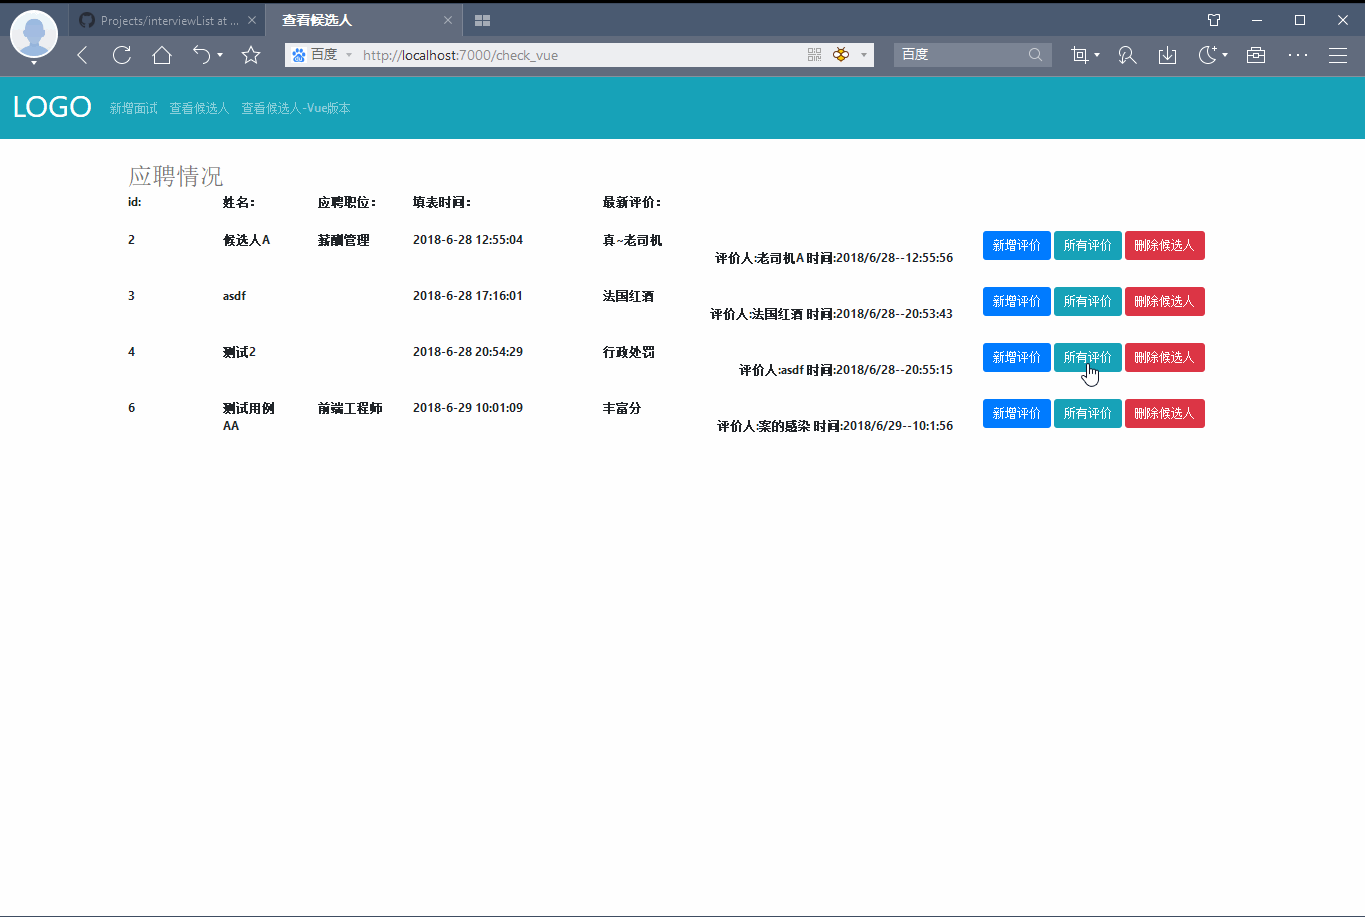 Projects/interviewList at ...
查看候选人
百度
http://localhost:7000/check_vue
百度
LOGO
新增面试 查看候选人 查看候选人-Vue版本
应聘情况
id: 姓名: 应聘职位: 填表时间: 最新评价:
2 候选人A 薪酬管理 2018-6-28 12:55:04 真~老司机 新增评价 所有评价 删除候选人
评价人:老司机A 时间:2018/6/28--12:55:56
3 asdf 2018-6-28 17:16:01 法国红酒 新增评价 所有评价 删除候选人
评价人:法国红酒 时间:2018/6/28--20:53:43
4 测试2 2018-6-28 20:54:29 行政处罚 新增评价 所有评价 删除候选人
评价人:asdf 时间:2018/6/28--20:55:15
6 测试用例 前端工程师 2018-6-29 10:01:09 丰富分 新增评价 所有评价 删除候选人
AA 评价人:案的感染 时间:2018/6/29--10:1:56